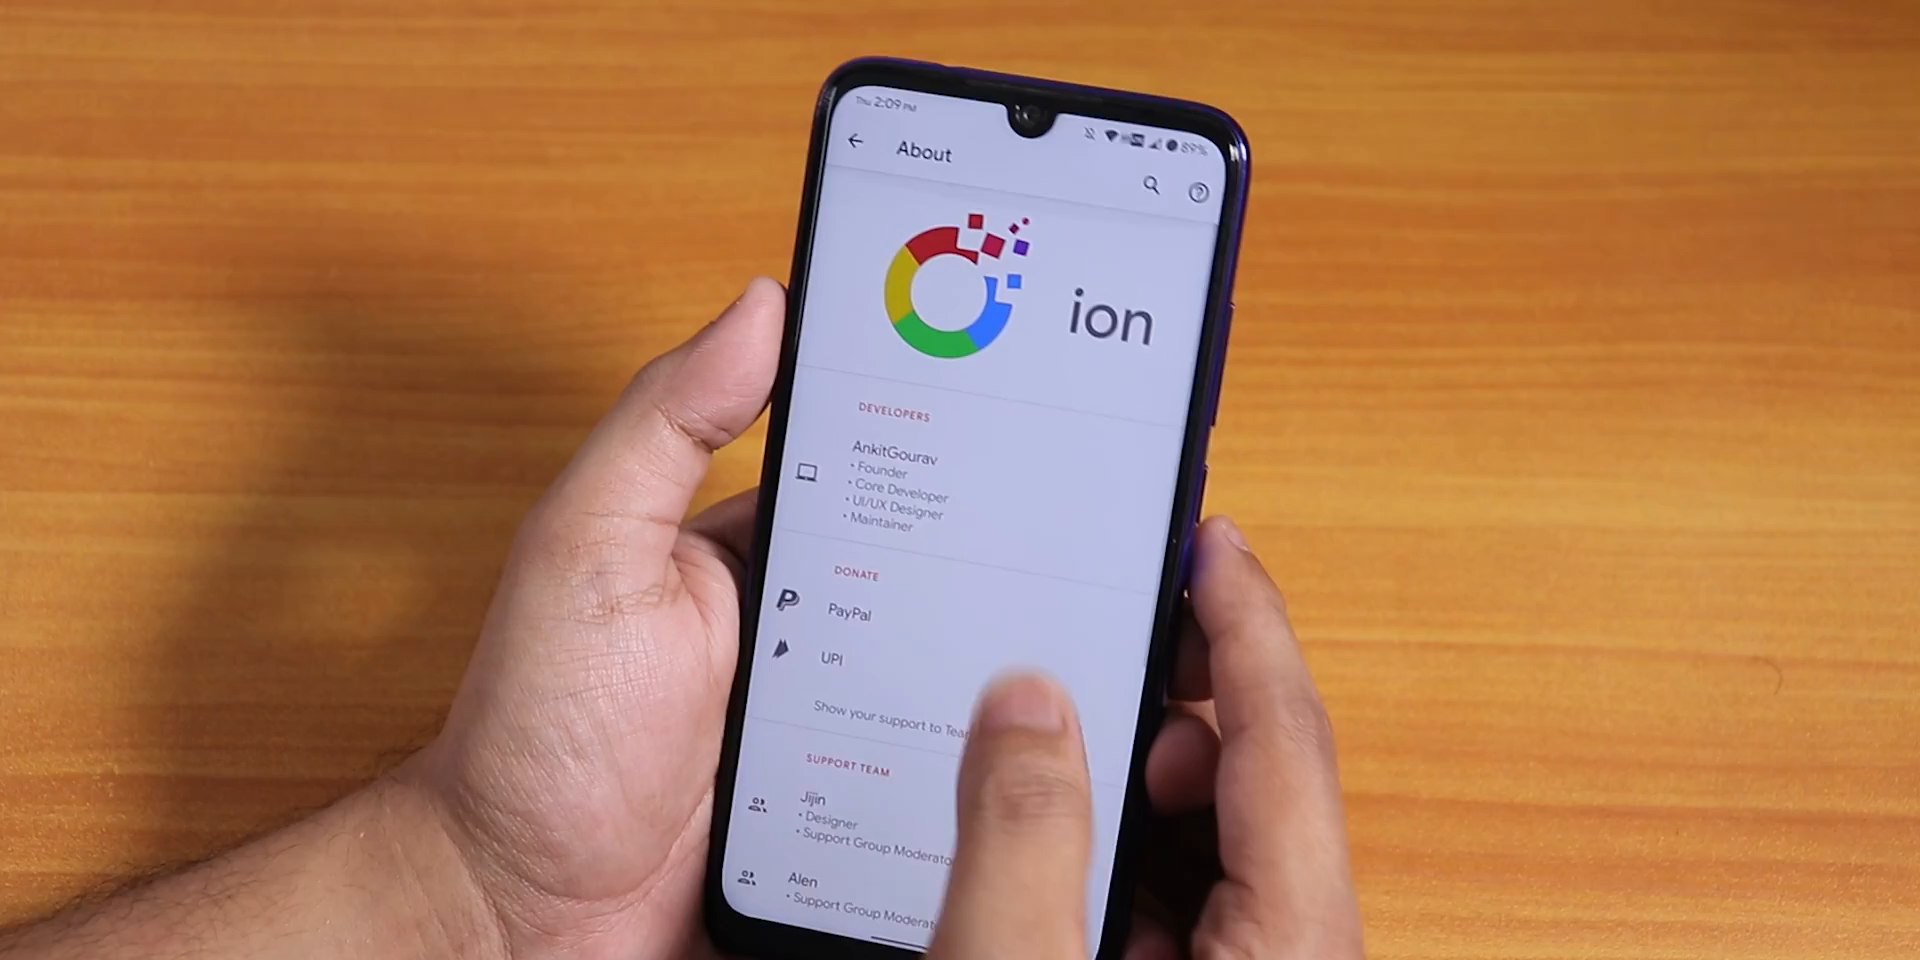 Thu 2:09 PM
89%
About
ion
DEVELOPERS
AnkitGourav
• Founder
• Core Developer
• UI/UX Designer
• Maintainer
DONATE
PayPal
UPI
Show your support to
SUPPORT TEAM
Jijin
• Designer
• Support Group
Alen
• Support Group